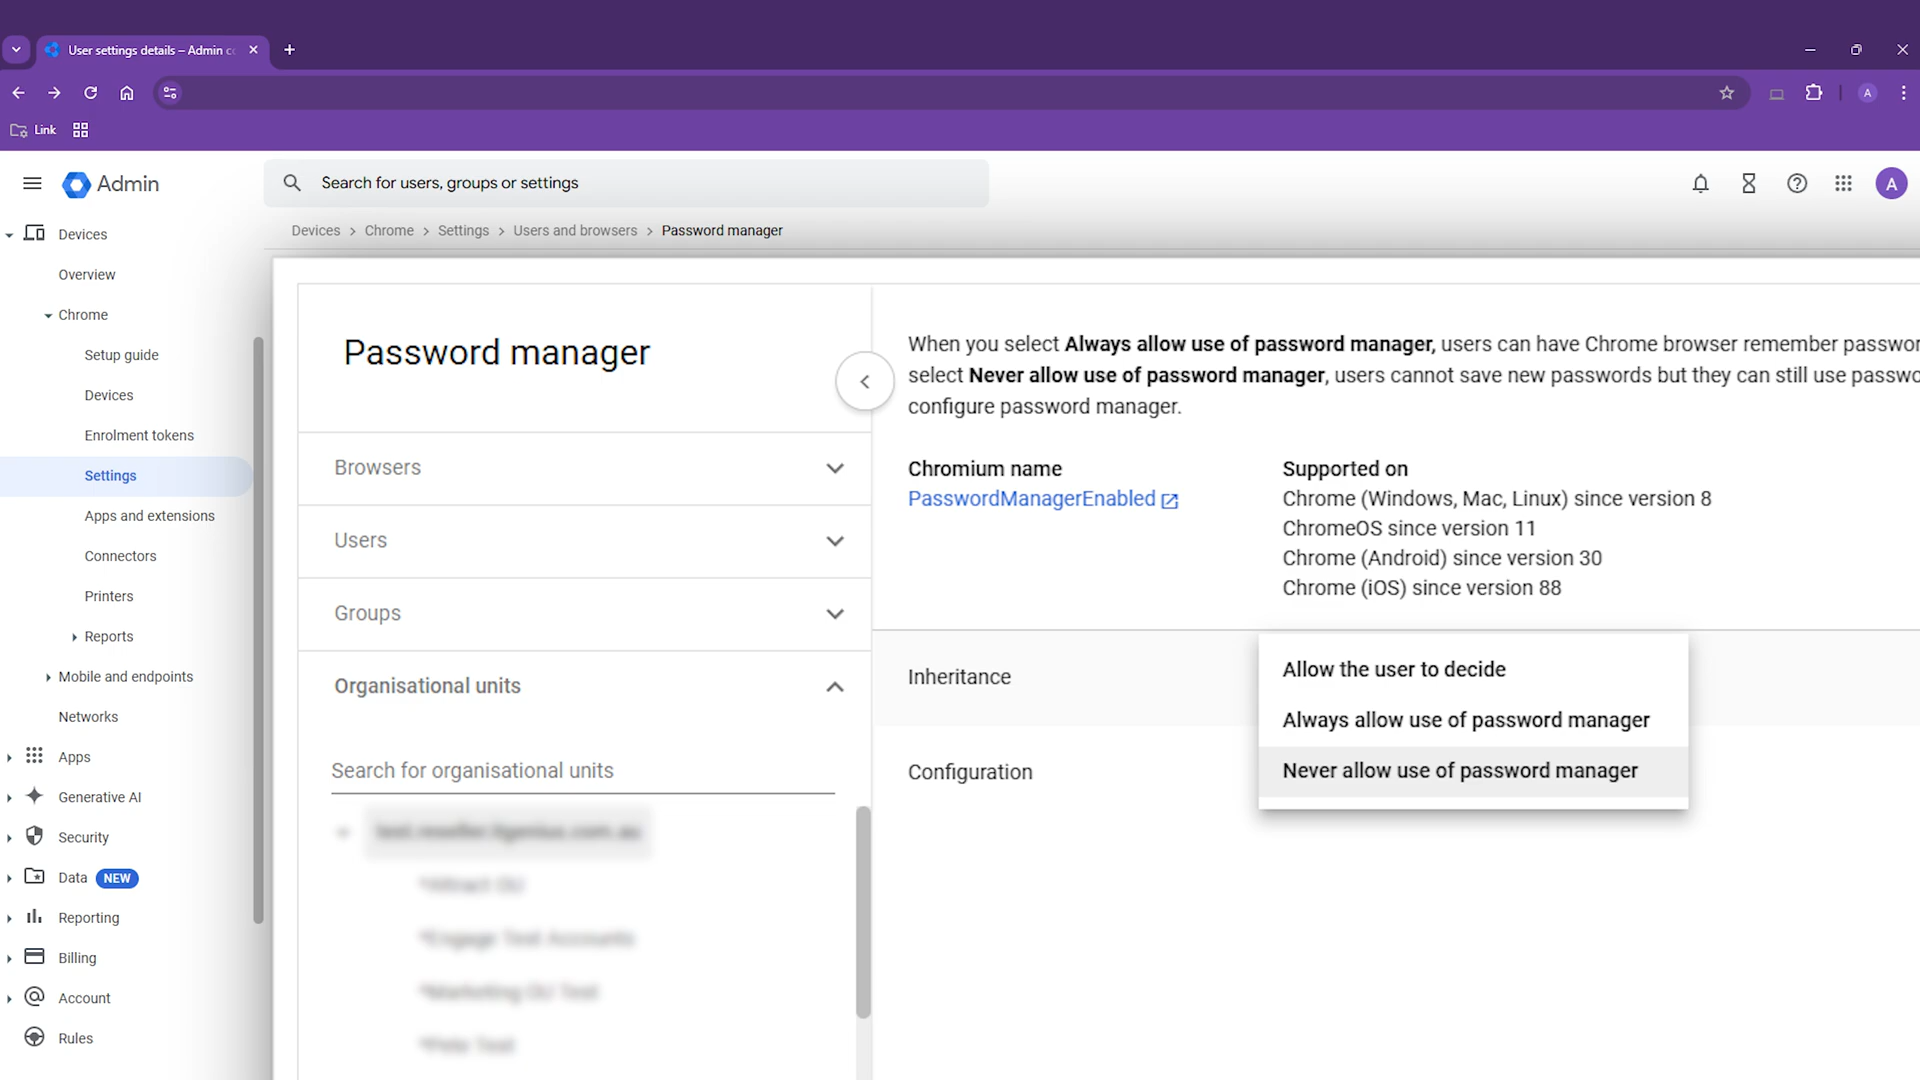 User settings details – Admin c
Link
Admin
Search for users, groups or settings
A
A
Devices > Chrome > Settings > Users and browsers > Password manager
Devices
Overview
Chrome
Setup guide
Devices
Enrolment tokens
Settings
Apps and extensions
Connectors
Printers
Reports
Mobile and endpoints
Networks
Apps
Generative AI
Security
Data NEW
Reporting
Billing
Account
Rules
Password manager
Browsers
Users
Groups
Organisational units
Search for organisational units
When you select Always allow use of password manager, users can have Chrome browser remember
select Never allow use of password manager, users cannot save new passwords but they can still use
configure password manager.
Chromium name
PasswordManagerEnabled
Supported on
Chrome (Windows, Mac, Linux) since version 8
ChromeOS since version 11
Chrome (Android) since version 30
Chrome (iOS) since version 88
Inheritance
Configuration
Allow the user to decide
Always allow use of password manager
Never allow use of password manager